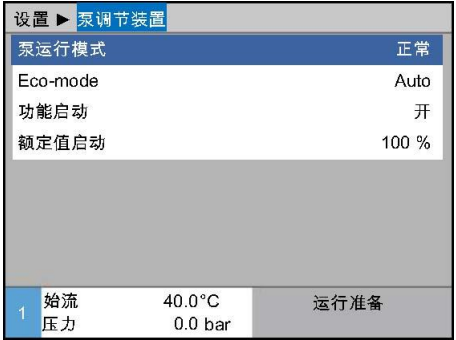 设置 ▶ 泵调节装置
泵运行模式 正常
Eco-mode Auto
功能启动 开
额定值启动 100 %
1
始流 40.0°C
压力 0.0 bar
运行准备